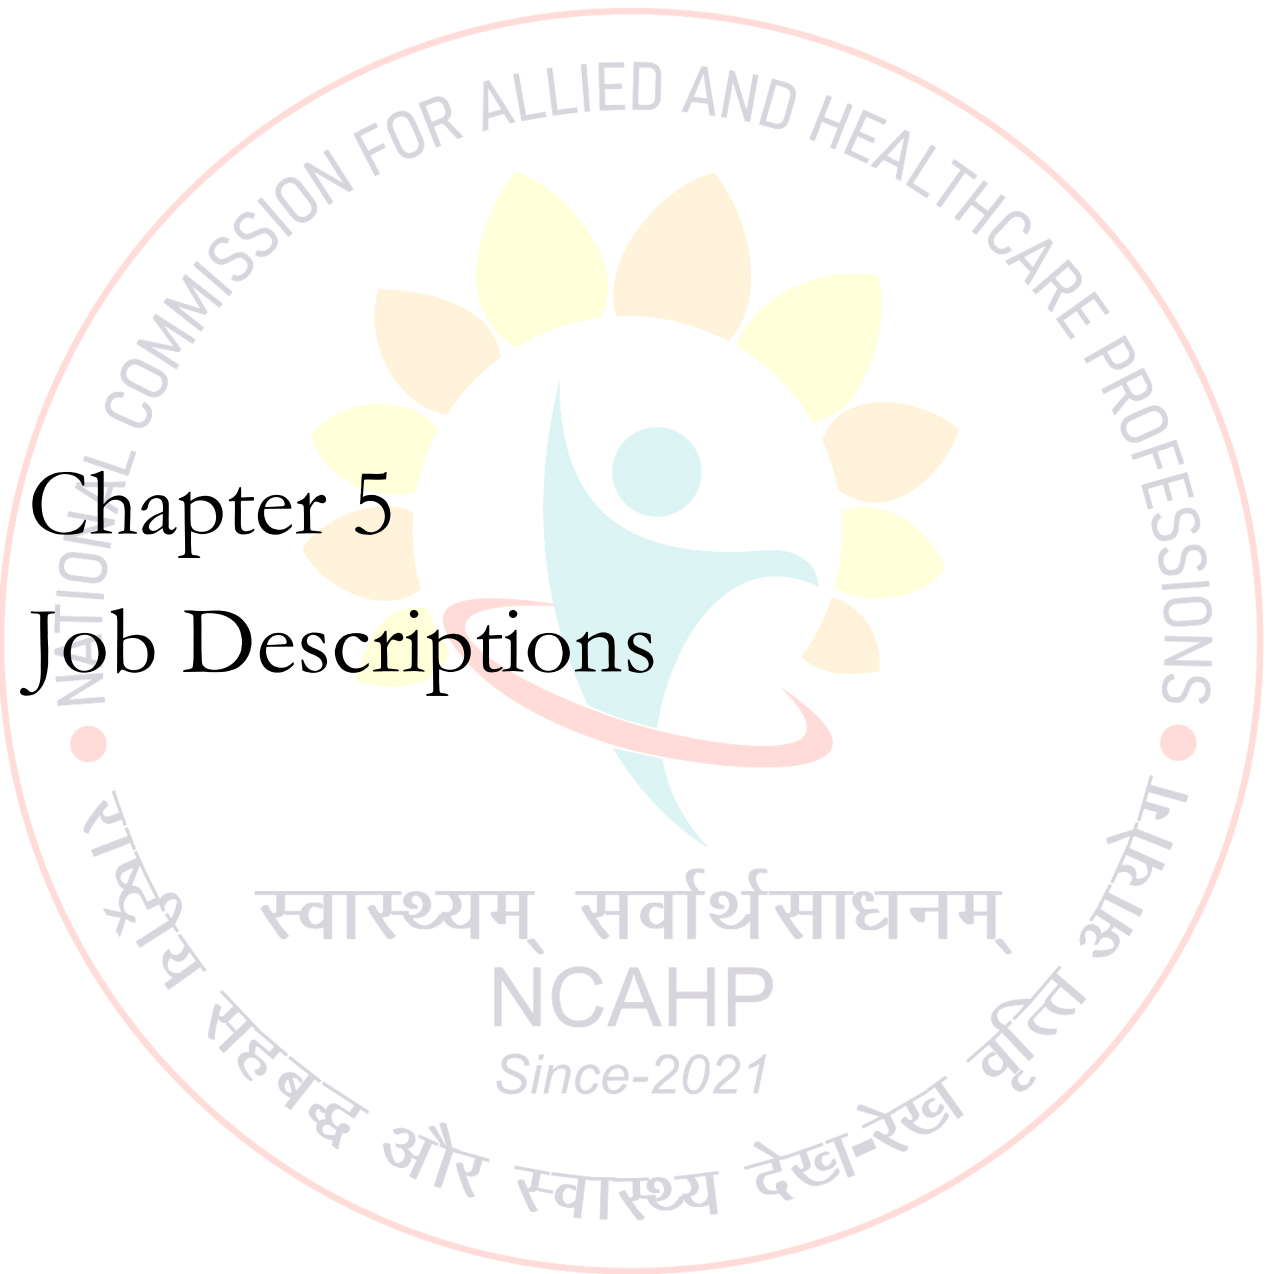 NATIONAL COMMISSION FOR ALLIED AND HEALTHCARE PROFESSIONS
Chapter 5
Job Descriptions
स्वास्थ्यम् सर्वार्थसाधनम्
NCAHP
Since-2021
राष्ट्रीय सहबद्ध और स्वास्थ्य देख-रेख वृत्ति आयोग